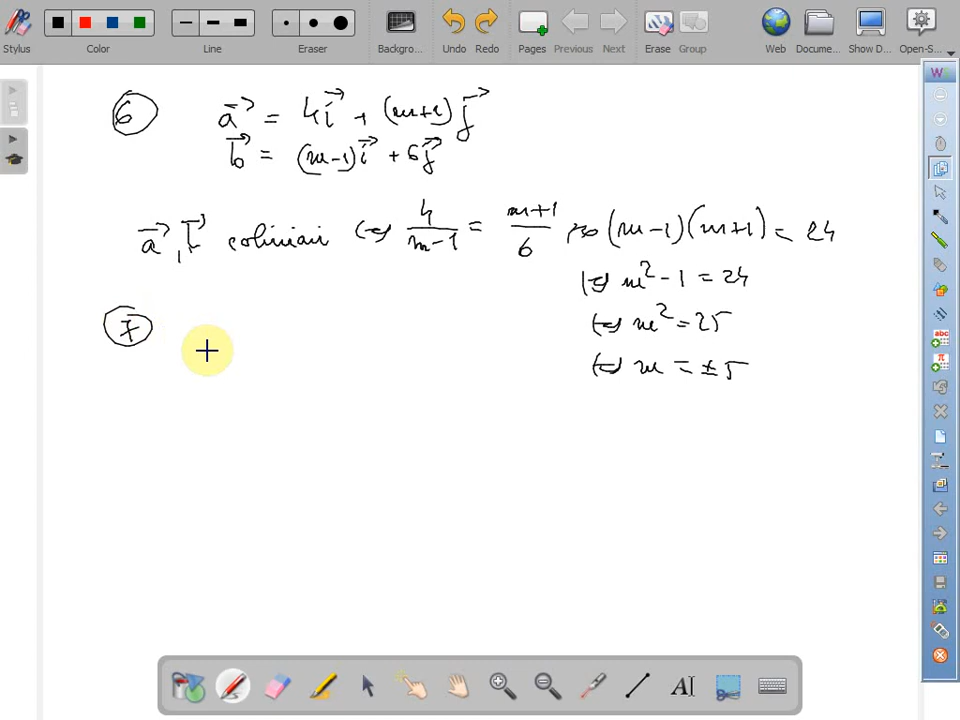 Stylus Color Line Eraser Backgro... Undo Redo Pages Previous Next Erase Group Web Docume... Show D... Open-S...
W
6 a⃗ = 4i⃗ + (m+1)j⃗
b⃗ = (m-1)i⃗ + 6j⃗
a⃗, b⃗ coliniari ⇔ 4/(m-1) = (m+1)/6 ⇔ (m-1)(m+1) = 24
⇔ m² - 1 = 24
⇔ m² = 25
⇔ m = ±5
7